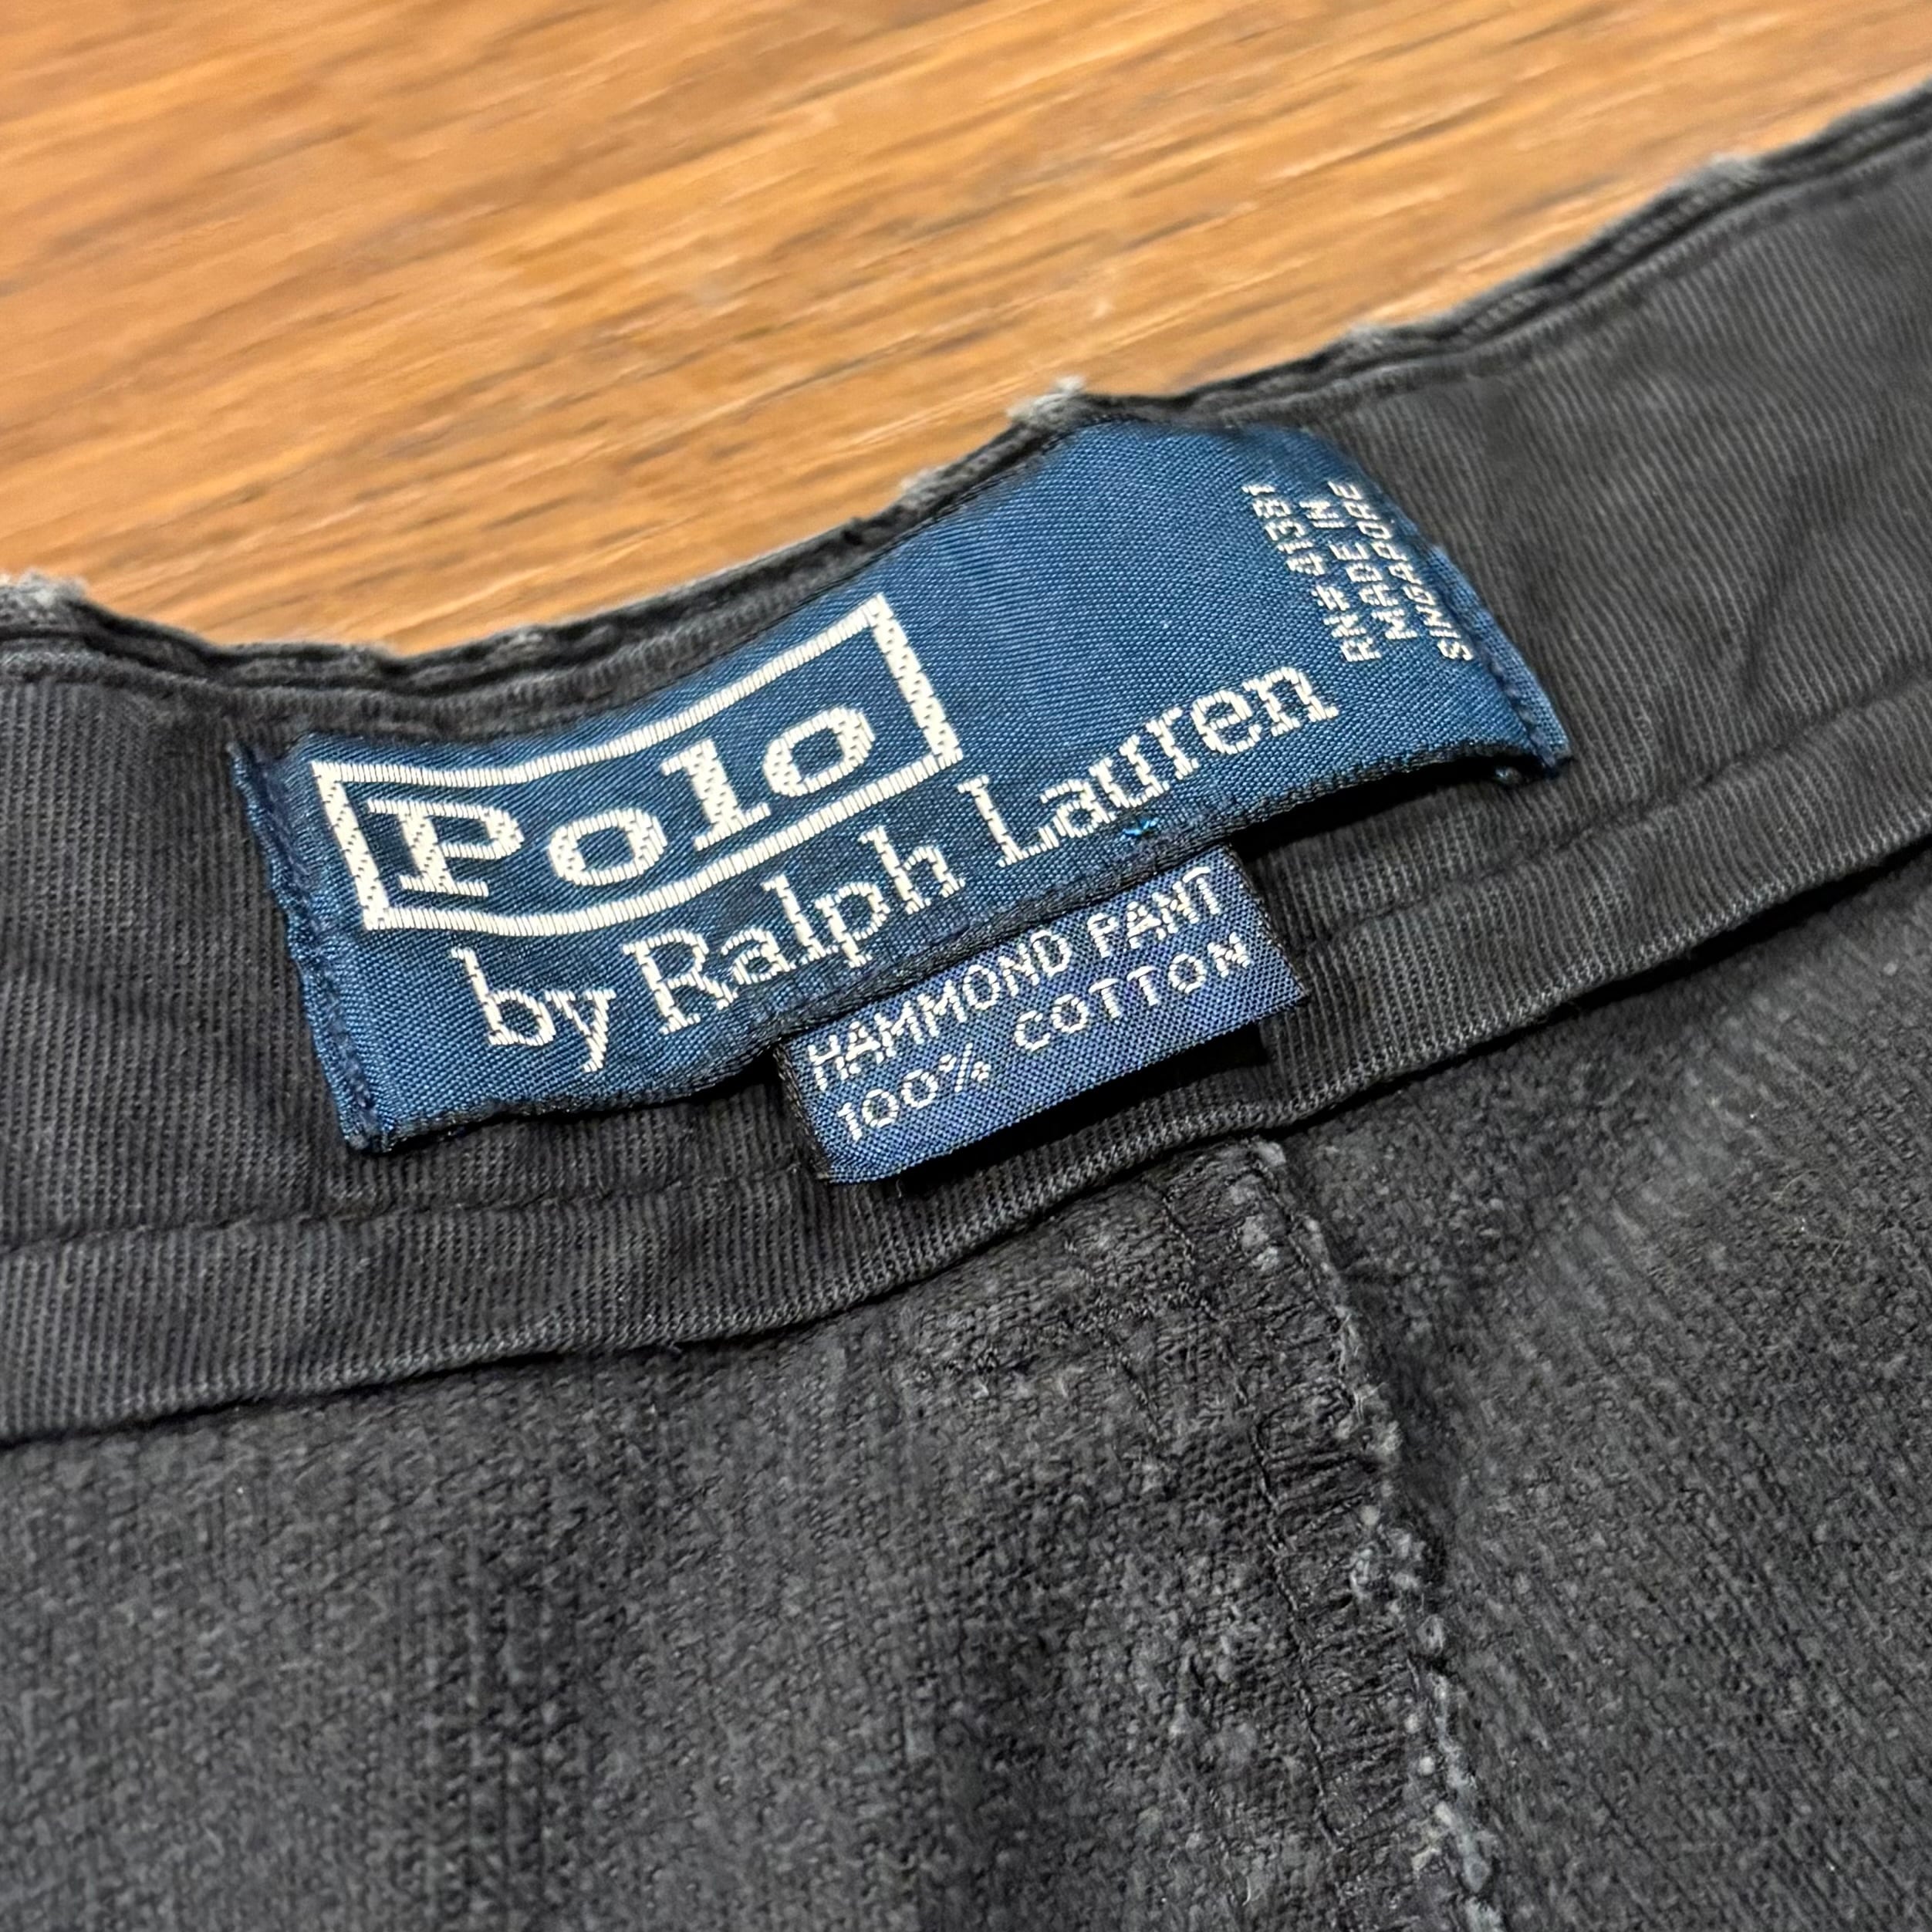 Polo
by Ralph Lauren
RN# 41381
MADE IN
SINGAPORE
HAMMOND PANT
100% COTTON